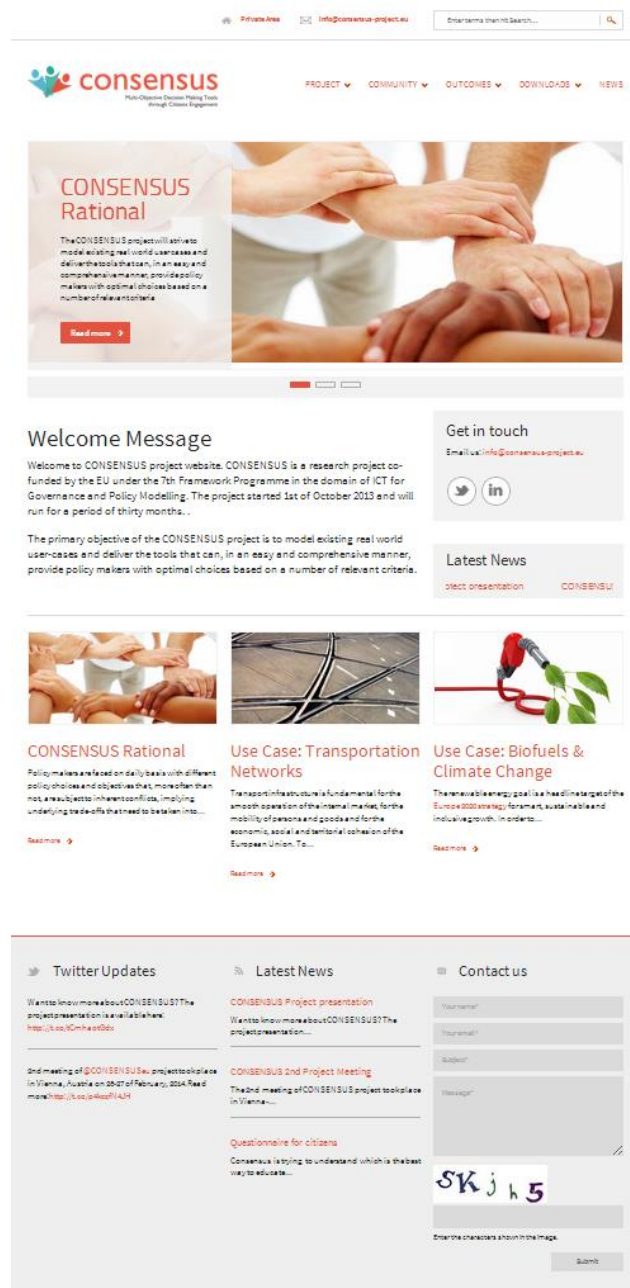 Private Area
info@consensus-project.eu
Enter terms then hit Search...
consensus
Multi-Objective Decision Making Tools
through Citizens Engagement
PROJECT
COMMUNITY
OUTCOMES
DOWNLOADS
NEWS
CONSENSUS
Rational
The CONSENSUS project will strive to
model existing real world user cases and
deliver the tools that can, in an easy and
comprehensive manner, provide policy
makers with optimal choices based on a
number of relevant criteria
Read more
Welcome Message
Welcome to CONSENSUS project website. CONSENSUS is a research project co-
funded by the EU under the 7th Framework Programme in the domain of ICT for
Governance and Policy Modelling. The project started 1st of October 2013 and will
run for a period of thirty months. .
The primary objective of the CONSENSUS project is to model existing real world
user-cases and deliver the tools that can, in an easy and comprehensive manner,
provide policy makers with optimal choices based on a number of relevant criteria.
Get in touch
Email us: info@consensus-project.eu
Latest News
oject presentation
CONSENSU
CONSENSUS Rational
Policy makers are faced on daily basis with different
policy choices and objectives that, more often than
not, are subject to inherent conflicts, implying
underlying trade-offs that need to be taken into...
Read more
Use Case: Transportation
Networks
Transport infrastructure is fundamental for the
smooth operation of the internal market, for the
mobility of persons and goods and for the
economic, social and territorial cohesion of the
European Union. To...
Read more
Use Case: Biofuels &
Climate Change
The renewable energy goal is a headline target of the
Europe 2020 strategy for smart, sustainable and
inclusive growth. In order to...
Read more
Twitter Updates
Want to know more about CONSENSUS? The
project presentation is available here:
2nd meeting of @CONSENSUSeu project took place
in Vienna, Austria on 26-27 of February, 2014. Read
more:
Latest News
CONSENSUS Project presentation
Want to know more about CONSENSUS? The
project presentation...
CONSENSUS 2nd Project Meeting
The 2nd meeting of CONSENSUS project took place
in Vienna-...
Questionnaire for citizens
Consensus is trying to understand which is the best
way to educate...
Contact us
Your name*
Your email*
Subject*
Message*
SKjh5
Enter the characters shown in the image.
Submit